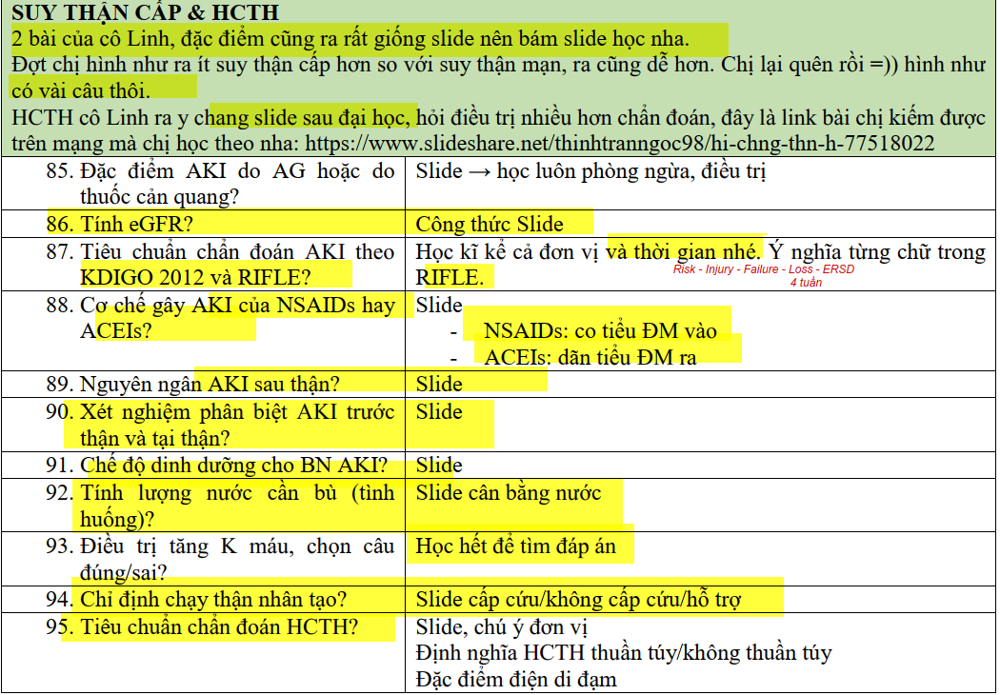 SUY THẬN CẤP & HCTH
2 bài của cô Linh, đặc điểm cũng ra rất giống slide nên bám slide học nha.
Đợt chị hình như ra ít suy thận cấp hơn so với suy thận mạn, ra cũng dễ hơn. Chị lại quên rồi =)) hình như
có vài câu thôi.
HCTH cô Linh ra y chang slide sau đại học, hỏi điều trị nhiều hơn chẩn đoán, đây là link bài chị kiếm được
trên mạng mà chị học theo nha: https://www.slideshare.net/thinhtranngoc98/hi-chng-thn-h-77518022
85. Đặc điểm AKI do AG hoặc do
thuốc cản quang?
Slide → học luôn phòng ngừa, điều trị
86. Tính eGFR?
Công thức Slide
87. Tiêu chuẩn chẩn đoán AKI theo
KDIGO 2012 và RIFLE?
Học kĩ kể cả đơn vị và thời gian nhé. Ý nghĩa từng chữ trong
RIFLE.
Risk - Injury - Failure - Loss - ERSD
4 tuần
88. Cơ chế gây AKI của NSAIDs hay
ACEIs?
Slide
- NSAIDs: co tiểu ĐM vào
- ACEIs: dãn tiểu ĐM ra
89. Nguyên ngân AKI sau thận?
Slide
90. Xét nghiệm phân biệt AKI trước
thận và tại thận?
Slide
91. Chế độ dinh dưỡng cho BN AKI?
Slide
92. Tính lượng nước cần bù (tình
huống)?
Slide cân bằng nước
93. Điều trị tăng K máu, chọn câu
đúng/sai?
Học hết để tìm đáp án
94. Chỉ định chạy thận nhân tạo?
Slide cấp cứu/không cấp cứu/hỗ trợ
95. Tiêu chuẩn chẩn đoán HCTH?
Slide, chú ý đơn vị
Định nghĩa HCTH thuần túy/không thuần túy
Đặc điểm điện di đạm